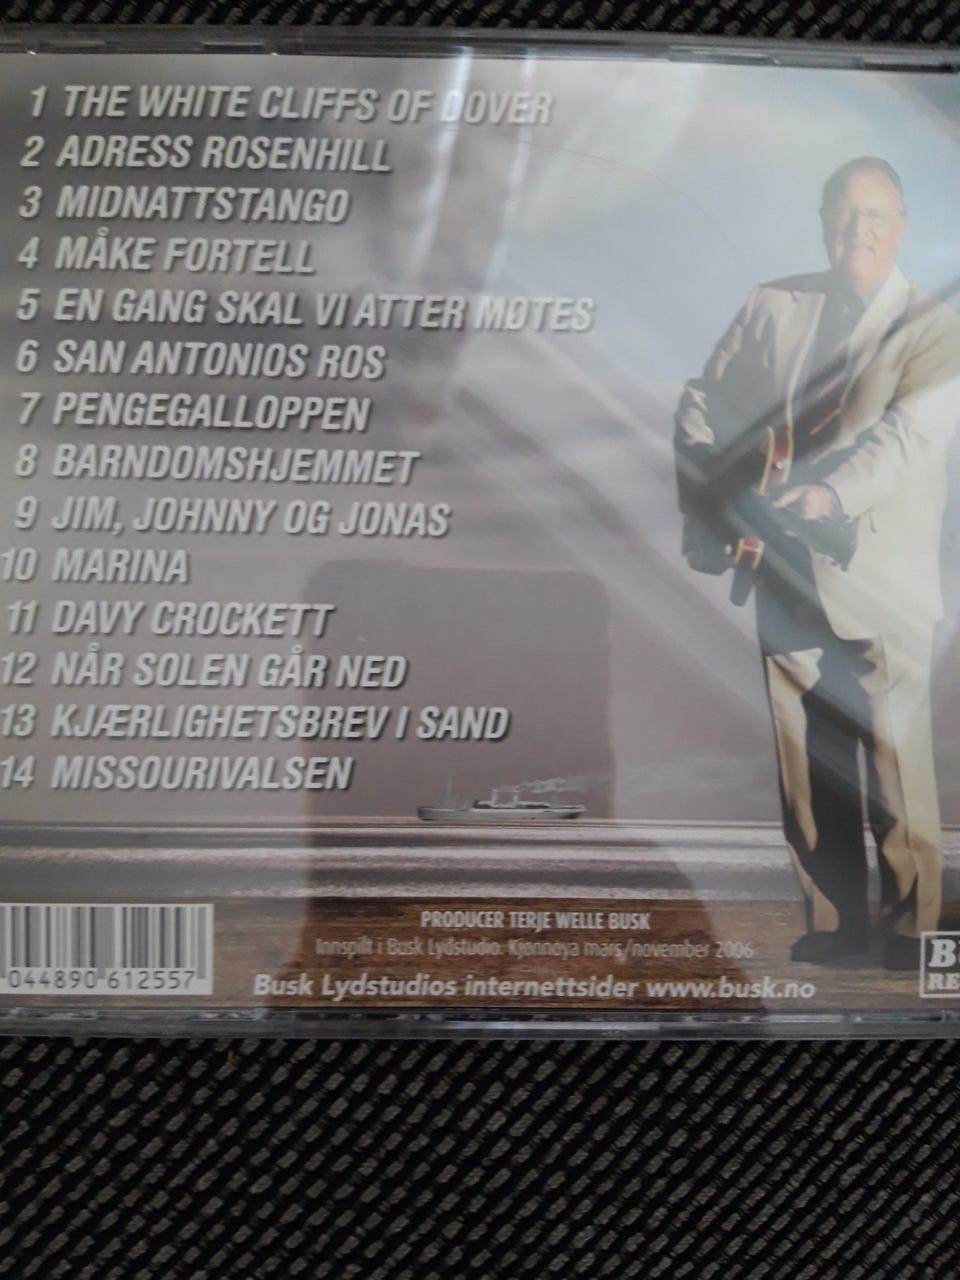 1 THE WHITE CLIFFS OF DOVER
2 ADRESS ROSENHILL
3 MIDNATTSTANGO
4 MÅKE FORTELL
5 EN GANG SKAL VI ATTER MØTES
6 SAN ANTONIOS ROS
7 PENGEGALLOPPEN
8 BARNDOMSHJEMMET
9 JIM, JOHNNY OG JONAS
10 MARINA
11 DAVY CROCKETT
12 NÅR SOLEN GÅR NED
13 KJÆRLIGHETSBREV I SAND
14 MISSOURIVALSEN
PRODUCER TERJE WELLE BUSK
Innspilt i Busk Lydstudio. Kjønnøya mars/november 2006
044890 612557
Busk Lydstudios internettsider www.busk.no